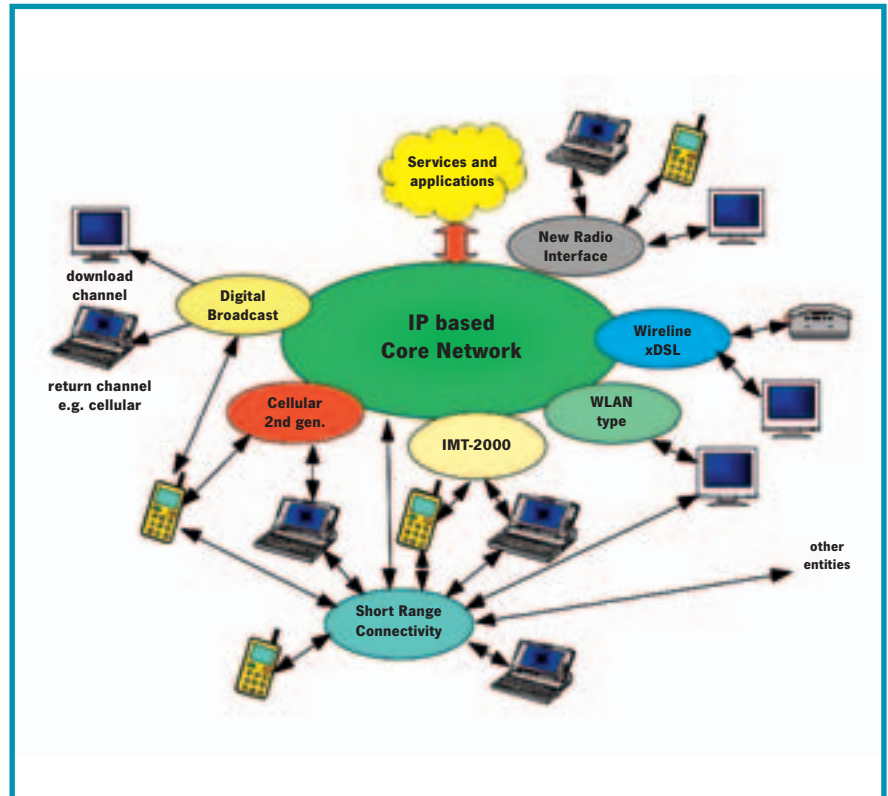 Services and
applications
New Radio
Interface
download
channel
Digital
Broadcast
IP based
Core Network
Wireline
xDSL
return channel
e.g. cellular
Cellular
2nd gen.
WLAN
type
IMT-2000
other
entities
Short Range
Connectivity